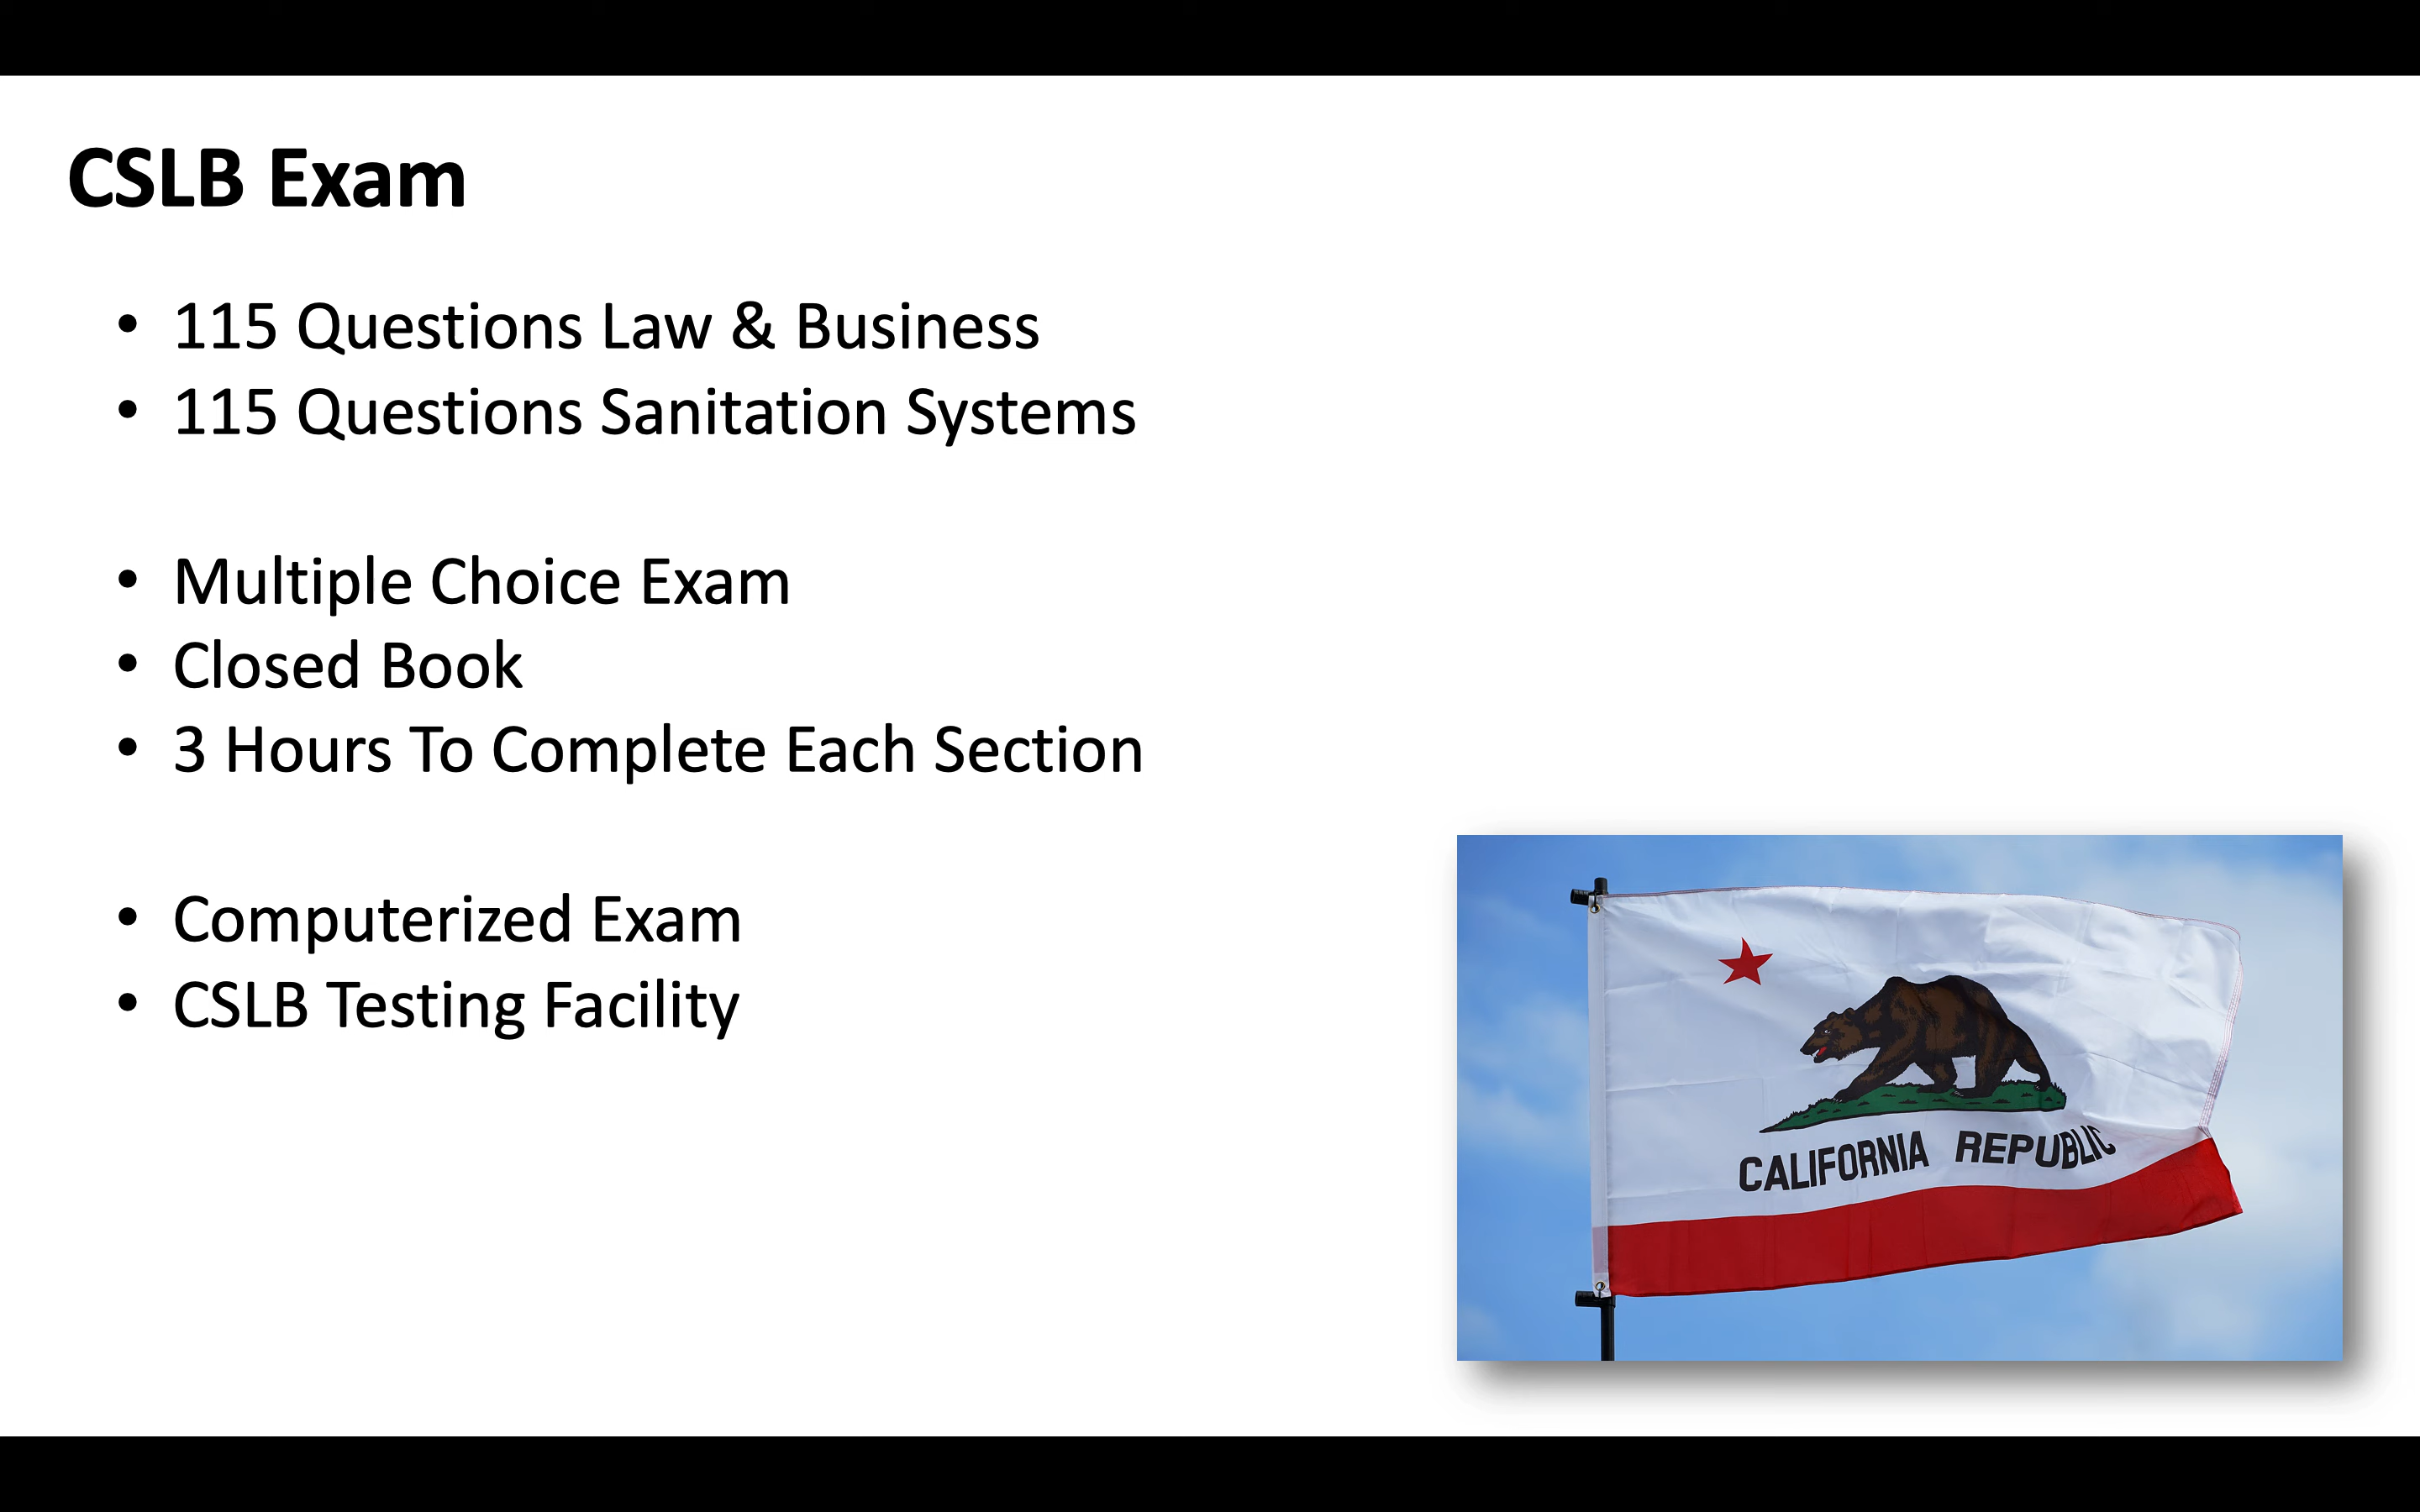 CSLB Exam
• 115 Questions Law & Business
• 115 Questions Sanitation Systems
• Multiple Choice Exam
• Closed Book
• 3 Hours To Complete Each Section
• Computerized Exam
• CSLB Testing Facility
CALIFORNIA REPUBLIC